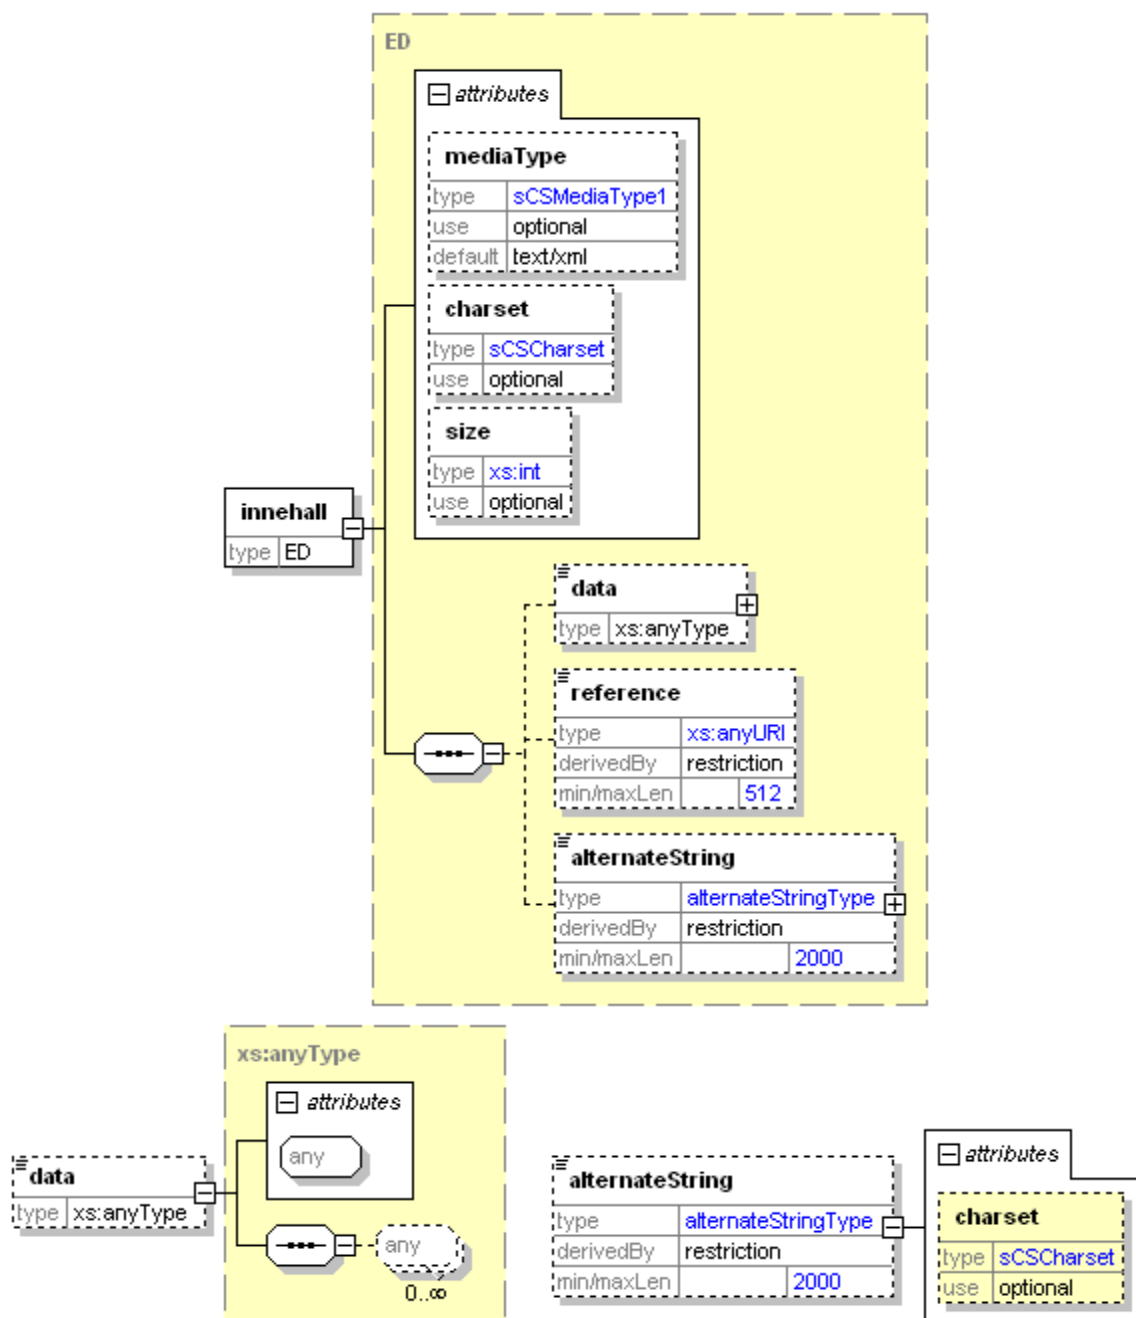 ED
attributes
mediaType
type sCSMediaType1
use optional
default text/xml
charset
type sCSCharset
use optional
size
type xs:int
use optional
innehall
type ED
data
type xs:anyType
reference
type xs:anyURI
derivedBy restriction
min/maxLen 512
alternateString
type alternateStringType
derivedBy restriction
min/maxLen 2000
xs:anyType
attributes
any
data
type xs:anyType
any
0..∞
alternateString
type alternateStringType
derivedBy restriction
min/maxLen 2000
attributes
charset
type sCSCharset
use optional